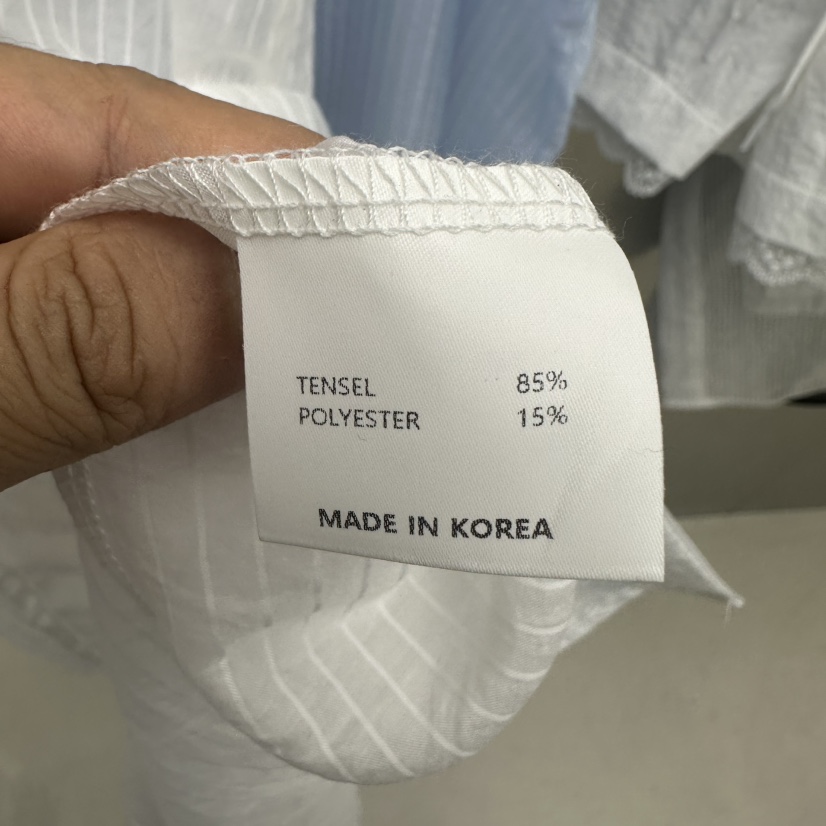 TENSEL 85%
POLYESTER 15%
MADE IN KOREA